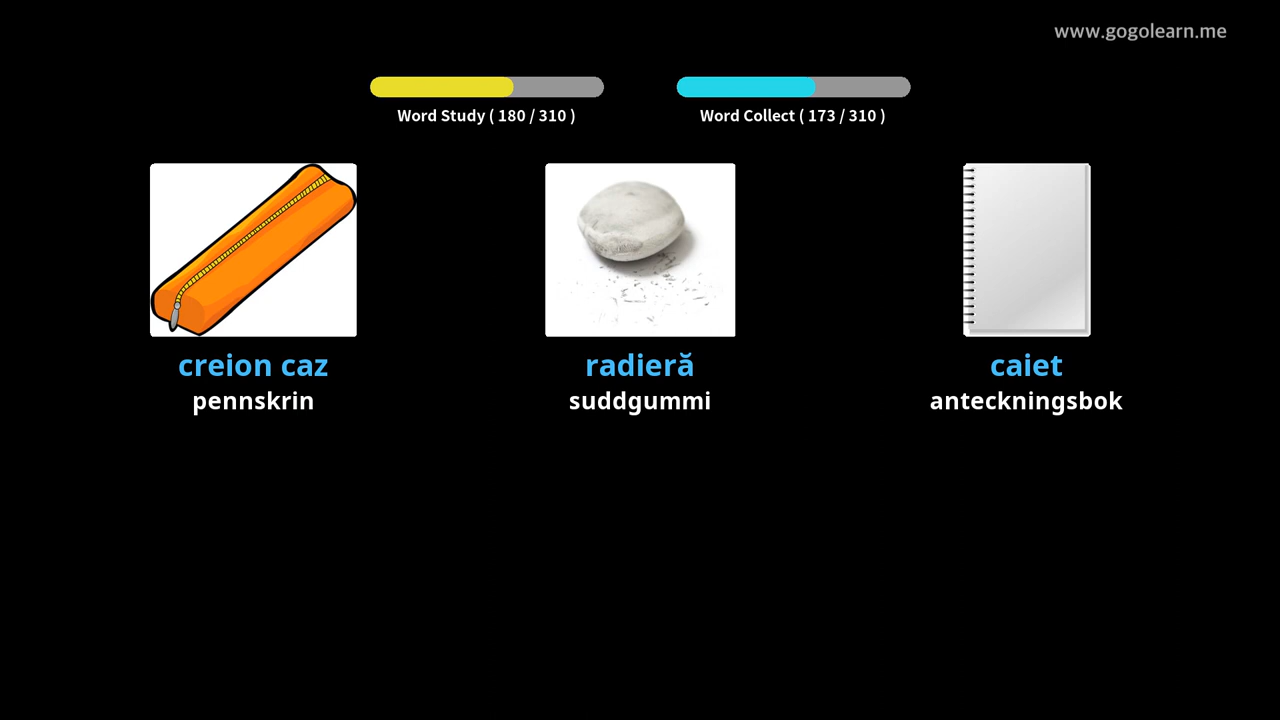 www.gogolearn.me
Word Study ( 180 / 310 )
Word Collect ( 173 / 310 )
creion caz
radieră
caiet
pennskrin
suddgummi
anteckningsbok